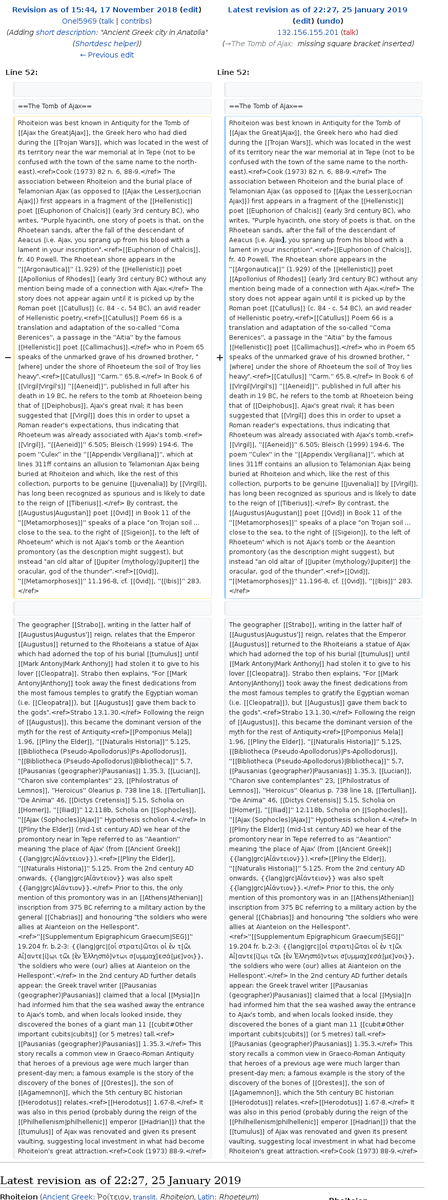 Revision as of 15:44, 17 November 2018 (edit)
Onel5969 (talk | contribs)
(Adding short description: "Ancient Greek city in Anatolia"
(Shortdesc helper))
← Previous edit
Latest revision as of 22:27, 25 January 2019
(edit) (undo)
132.156.155.201 (talk)
(→The Tomb of Ajax: missing square bracket inserted)
Line 52:
==The Tomb of Ajax==
−
Rhoiteion was best known in Antiquity for the Tomb of
[[Ajax the Great|Ajax]], the Greek hero who had died
during the [[Trojan War]], which was located in the west of
its territory near the war memorial at In Tepe (not to be
confused with the town of the same name to the north-
east).<ref>Cook (1973) 82 n. 6, 88-9.</ref> The
association between Rhoiteion and the burial place of
Telamonian Ajax (as opposed to [[Ajax the Lesser|Locrian
Ajax]]) first appears in a fragment of the [[Hellenistic]]
poet [[Euphorion of Chalcis]] (early 3rd century BC), who
writes, "Purple hyacinth, one story of poets is that, on the
Rhoetean sands, after the fall of the descendant of
Aeacus [i.e. Ajax, you sprang up from his blood with a
lament in your inscription".<ref>[[Euphorion of Chalcis]],
fr. 40 Powell. The Rhoetean shore appears in the
''[[Argonautica]]'' (1.929) of the [[Hellenistic]] poet
[[Apollonius of Rhodes]] (early 3rd century BC) without any
mention being made of a connection with Ajax.</ref> The
story does not appear again until it is picked up by the
Roman poet [[Catullus]] (c. 84 - c. 54 BC), an avid reader
of Hellenistic poetry,<ref>[[Catullus]] Poem 66 is a
translation and adaptation of the so-called ''Coma
Berenices'', a passage in the ''Aitia'' by the famous
[[Hellenistic]] poet [[Callimachus]].</ref> who in Poem 65
speaks of the unmarked grave of his drowned brother, "
[where] under the shore of Rhoeteum the soil of Troy lies
heavy".<ref>[[Catullus]] ''Carm.'' 65.8.</ref> In Book 6 of
[[Virgil|Virgil's]] ''[[Aeneid]]'', published in full after his
death in 19 BC, he refers to the tomb at Rhoeteion being
that of [[Deiphobus]], Ajax's great rival; it has been
suggested that [[Virgil]] does this in order to upset a
Roman reader's expectations, thus indicating that
Rhoeteum was already associated with Ajax's tomb.<ref>
[[Virgil]], ''[[Aeneid]]'' 6.505; Bleisch (1999) 194-6. The
poem ''Culex'' in the ''[[Appendix Vergiliana]]'', which at
lines 311ff contains an allusion to Telamonian Ajax being
buried at Rhoiteion and which, like the rest of this
collection, purports to be genuine [[juvenalia]] by [[Virgil]],
has long been recognized as spurious and is likely to date
to the reign of [[Tiberius]].</ref> By contrast, the
[[Augustus|Augustan]] poet [[Ovid]] in Book 11 of the
''[[Metamorphoses]]'' speaks of a place "on Trojan soil ...
close to the sea, to the right of [[Sigeion]], to the left of
Rhoeteum" which is not Ajax's tomb or the Aeantion
promontory (as the description might suggest), but
instead "an old altar of [[Jupiter (mythology)|Jupiter]] the
oracular, god of the thunder".<ref>[[Ovid]],
''[[Metamorphoses]]'' 11.196-8, cf. [[Ovid]], ''[[Ibis]]'' 283.
</ref>
The geographer [[Strabo]], writing in the latter half of
[[Augustus|Augustus']] reign, relates that the Emperor
[[Augustus]] returned to the Rhoiteians a statue of Ajax
which had adorned the top of his burial [[tumulus]] until
[[Mark Antony|Mark Anthony]] had stolen it to give to his
lover [[Cleopatra]]. Strabo then explains, "For [[Mark
Antony|Anthony]] took away the finest dedications from
the most famous temples to gratify the Egyptian woman
(i.e. [[Cleopatra]]), but [[Augustus]] gave them back to
the gods".<ref>Strabo 13.1.30.</ref> Following the reign
of [[Augustus]], this became the dominant version of the
myth for the rest of Antiquity.<ref>[[Pomponius Mela]]
1.96, [[Pliny the Elder]], ''[[Naturalis Historia]]'' 5.125,
[[Bibliotheca (Pseudo-Apollodorus)|Ps-Apollodorus]],
''[[Bibliotheca (Pseudo-Apollodorus)|Bibliotheca]]'' 5.7,
[[Pausanias (geographer)|Pausanias]] 1.35.3, [[Lucian]],
''Charon sive contemplantes'' 23, [[Philostratus of
Lemnos]], ''Heroicus'' Olearius p. 738 line 18, [[Tertullian]],
''De Anima'' 46, [[Dictys Cretensis]] 5.15, Scholia on
[[Homer]], ''[[Iliad]]'' 12.118b, Scholia on [[Sophocles]],
''[[Ajax (Sophocles)|Ajax]]'' Hypothesis scholion 4.</ref> In
[[Pliny the Elder]] (mid-1st century AD) we hear of the
promontory near In Tepe referred to as ''Aeantion''
meaning 'the place of Ajax' (from [[Ancient Greek]]
{{lang|grc|Αἰάντειον}}).<ref>[[Pliny the Elder]],
''[[Naturalis Historia]]'' 5.125. From the 2nd century AD
onwards, {{lang|grc|Αἰάντειον}} was also spelt
{{lang|grc|Αἰάντιον}}.</ref> Prior to this, the only
mention of this promontory was in an [[Athens|Athenian]]
inscription from 375 BC referring to a military action by the
general [[Chabrias]] and honouring "the soldiers who were
allies at Aianteion on the Hellespont".
<ref>''[[Supplementum Epigraphicum Graecum|SEG]]''
'the soldiers who were (our) allies at Aianteion on the
Hellespont'.</ref> In the 2nd century AD further details
appear: the Greek travel writer [[Pausanias
(geographer)|Pausanias]] claimed that a local [[Mysia]]n
had informed him that the sea washed away the entrance
to Ajax's tomb, and when locals looked inside, they
discovered the bones of a giant man 11 [[cubit#Other
important cubits|cubits]] (or 5 metres) tall.<ref>
[[Pausanias (geographer)|Pausanias]] 1.35.3.</ref> This
story recalls a common view in Graeco-Roman Antiquity
that heroes of a previous age were much larger than
present-day men; a famous example is the story of the
discovery of the bones of [[Orestes]], the son of
[[Agamemnon]], which the 5th century BC historian
[[Herodotus]] relates.<ref>[[Herodotus]] 1.67-8.</ref> It
was also in this period (probably during the reign of the
[[Philhellenism|philhellenic]] emperor [[Hadrian]]) that the
[[tumulus]] of Ajax was renovated and given its present
vaulting, suggesting local investment in what had become
Rhoiteion's great attraction.<ref>Cook (1973) 88-9.</ref>
Line 52:
==The Tomb of Ajax==
+
Rhoiteion was best known in Antiquity for the Tomb of
[[Ajax the Great|Ajax]], the Greek hero who had died
during the [[Trojan War]], which was located in the west of
its territory near the war memorial at In Tepe (not to be
confused with the town of the same name to the north-
east).<ref>Cook (1973) 82 n. 6, 88-9.</ref> The
association between Rhoiteion and the burial place of
Telamonian Ajax (as opposed to [[Ajax the Lesser|Locrian
Ajax]]) first appears in a fragment of the [[Hellenistic]]
poet [[Euphorion of Chalcis]] (early 3rd century BC), who
writes, "Purple hyacinth, one story of poets is that, on the
Rhoetean sands, after the fall of the descendant of
Aeacus [i.e. Ajax], you sprang up from his blood with a
lament in your inscription".<ref>[[Euphorion of Chalcis]],
fr. 40 Powell. The Rhoetean shore appears in the
''[[Argonautica]]'' (1.929) of the [[Hellenistic]] poet
[[Apollonius of Rhodes]] (early 3rd century BC) without any
mention being made of a connection with Ajax.</ref> The
story does not appear again until it is picked up by the
Roman poet [[Catullus]] (c. 84 - c. 54 BC), an avid reader
of Hellenistic poetry,<ref>[[Catullus]] Poem 66 is a
translation and adaptation of the so-called ''Coma
Berenices'', a passage in the ''Aitia'' by the famous
[[Hellenistic]] poet [[Callimachus]].</ref> who in Poem 65
speaks of the unmarked grave of his drowned brother, "
[where] under the shore of Rhoeteum the soil of Troy lies
heavy".<ref>[[Catullus]] ''Carm.'' 65.8.</ref> In Book 6 of
[[Virgil|Virgil's]] ''[[Aeneid]]'', published in full after his
death in 19 BC, he refers to the tomb at Rhoeteion being
that of [[Deiphobus]], Ajax's great rival; it has been
suggested that [[Virgil]] does this in order to upset a
Roman reader's expectations, thus indicating that
Rhoeteum was already associated with Ajax's tomb.<ref>
[[Virgil]], ''[[Aeneid]]'' 6.505; Bleisch (1999) 194-6. The
poem ''Culex'' in the ''[[Appendix Vergiliana]]'', which at
lines 311ff contains an allusion to Telamonian Ajax being
buried at Rhoiteion and which, like the rest of this
collection, purports to be genuine [[juvenalia]] by [[Virgil]],
has long been recognized as spurious and is likely to date
to the reign of [[Tiberius]].</ref> By contrast, the
[[Augustus|Augustan]] poet [[Ovid]] in Book 11 of the
''[[Metamorphoses]]'' speaks of a place "on Trojan soil ...
close to the sea, to the right of [[Sigeion]], to the left of
Rhoeteum" which is not Ajax's tomb or the Aeantion
promontory (as the description might suggest), but
instead "an old altar of [[Jupiter (mythology)|Jupiter]] the
oracular, god of the thunder".<ref>[[Ovid]],
''[[Metamorphoses]]'' 11.196-8, cf. [[Ovid]], ''[[Ibis]]'' 283.
</ref>
The geographer [[Strabo]], writing in the latter half of
[[Augustus|Augustus']] reign, relates that the Emperor
[[Augustus]] returned to the Rhoiteians a statue of Ajax
which had adorned the top of his burial [[tumulus]] until
[[Mark Antony|Mark Anthony]] had stolen it to give to his
lover [[Cleopatra]]. Strabo then explains, "For [[Mark
Antony|Anthony]] took away the finest dedications from
the most famous temples to gratify the Egyptian woman
(i.e. [[Cleopatra]]), but [[Augustus]] gave them back to
the gods".<ref>Strabo 13.1.30.</ref> Following the reign
of [[Augustus]], this became the dominant version of the
myth for the rest of Antiquity.<ref>[[Pomponius Mela]]
1.96, [[Pliny the Elder]], ''[[Naturalis Historia]]'' 5.125,
[[Bibliotheca (Pseudo-Apollodorus)|Ps-Apollodorus]],
''[[Bibliotheca (Pseudo-Apollodorus)|Bibliotheca]]'' 5.7,
[[Pausanias (geographer)|Pausanias]] 1.35.3, [[Lucian]],
''Charon sive contemplantes'' 23, [[Philostratus of
Lemnos]], ''Heroicus'' Olearius p. 738 line 18, [[Tertullian]],
''De Anima'' 46, [[Dictys Cretensis]] 5.15, Scholia on
[[Homer]], ''[[Iliad]]'' 12.118b, Scholia on [[Sophocles]],
''[[Ajax (Sophocles)|Ajax]]'' Hypothesis scholion 4.</ref> In
[[Pliny the Elder]] (mid-1st century AD) we hear of the
promontory near In Tepe referred to as ''Aeantion''
meaning 'the place of Ajax' (from [[Ancient Greek]]
{{lang|grc|Αἰάντειον}}).<ref>[[Pliny the Elder]],
''[[Naturalis Historia]]'' 5.125. From the 2nd century AD
onwards, {{lang|grc|Αἰάντειον}} was also spelt
{{lang|grc|Αἰάντιον}}.</ref> Prior to this, the only
mention of this promontory was in an [[Athens|Athenian]]
inscription from 375 BC referring to a military action by the
general [[Chabrias]] and honouring "the soldiers who were
allies at Aianteion on the Hellespont".
<ref>''[[Supplementum Epigraphicum Graecum|SEG]]''
'the soldiers who were (our) allies at Aianteion on the
Hellespont'.</ref> In the 2nd century AD further details
appear: the Greek travel writer [[Pausanias
(geographer)|Pausanias]] claimed that a local [[Mysia]]n
had informed him that the sea washed away the entrance
to Ajax's tomb, and when locals looked inside, they
discovered the bones of a giant man 11 [[cubit#Other
important cubits|cubits]] (or 5 metres) tall.<ref>
[[Pausanias (geographer)|Pausanias]] 1.35.3.</ref> This
story recalls a common view in Graeco-Roman Antiquity
that heroes of a previous age were much larger than
present-day men; a famous example is the story of the
discovery of the bones of [[Orestes]], the son of
[[Agamemnon]], which the 5th century BC historian
[[Herodotus]] relates.<ref>[[Herodotus]] 1.67-8.</ref> It
was also in this period (probably during the reign of the
[[Philhellenism|philhellenic]] emperor [[Hadrian]]) that the
[[tumulus]] of Ajax was renovated and given its present
vaulting, suggesting local investment in what had become
Rhoiteion's great attraction.<ref>Cook (1973) 88-9.</ref>
Latest revision as of 22:27, 25 January 2019
Rhoiteion (Ancient Greek: Ῥοίτειον, translit. Rhoiteion, Latin: Rhoeteum)
Rhoiteion